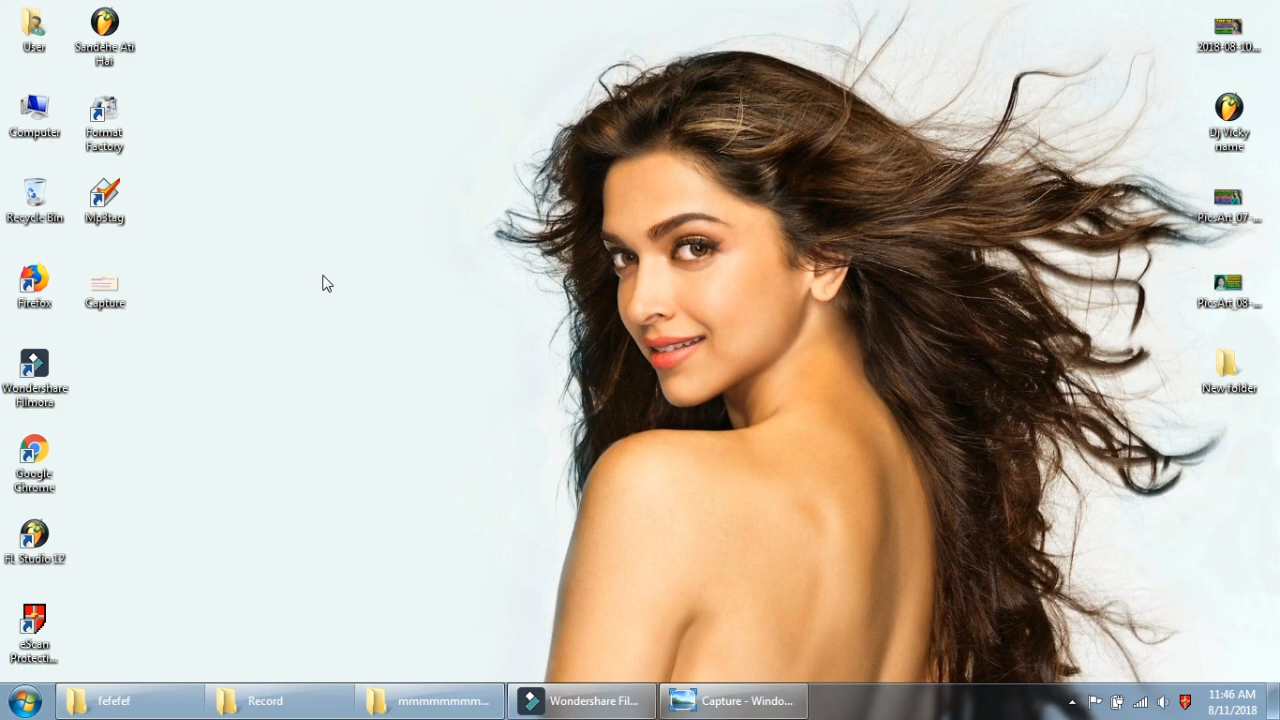 User
Sandehe Ati
Hai
Computer
Format
Factory
Recycle Bin
Mp3tag
Firefox
Capture
Wondershare
Filmora
Google
Chrome
FL Studio 12
eScan
Protecti...
2018-08-10...
Dj Vicky
name
PicsArt_07-...
PicsArt_08-...
New folder
fefefef
Record
mmmmmmmm...
Wondershare Fil...
Capture - Windo...
11:46 AM
8/11/2018